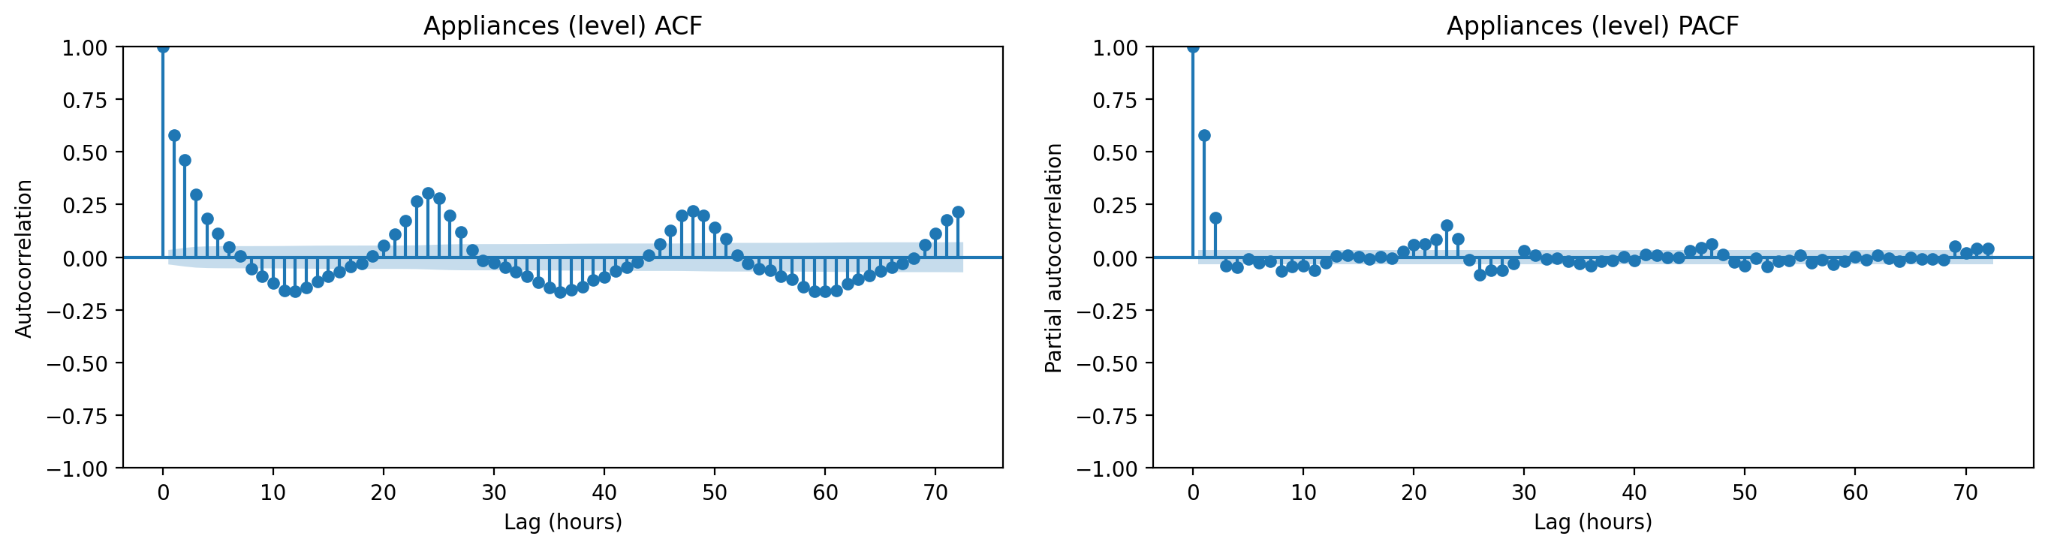 Appliances (level) ACF
1.00
0.75
0.50
0.25
0.00
−0.25
−0.50
−0.75
−1.00
Autocorrelation
0 10 20 30 40 50 60 70
Lag (hours)
Appliances (level) PACF
1.00
0.75
0.50
0.25
0.00
−0.25
−0.50
−0.75
−1.00
Partial autocorrelation
0 10 20 30 40 50 60 70
Lag (hours)